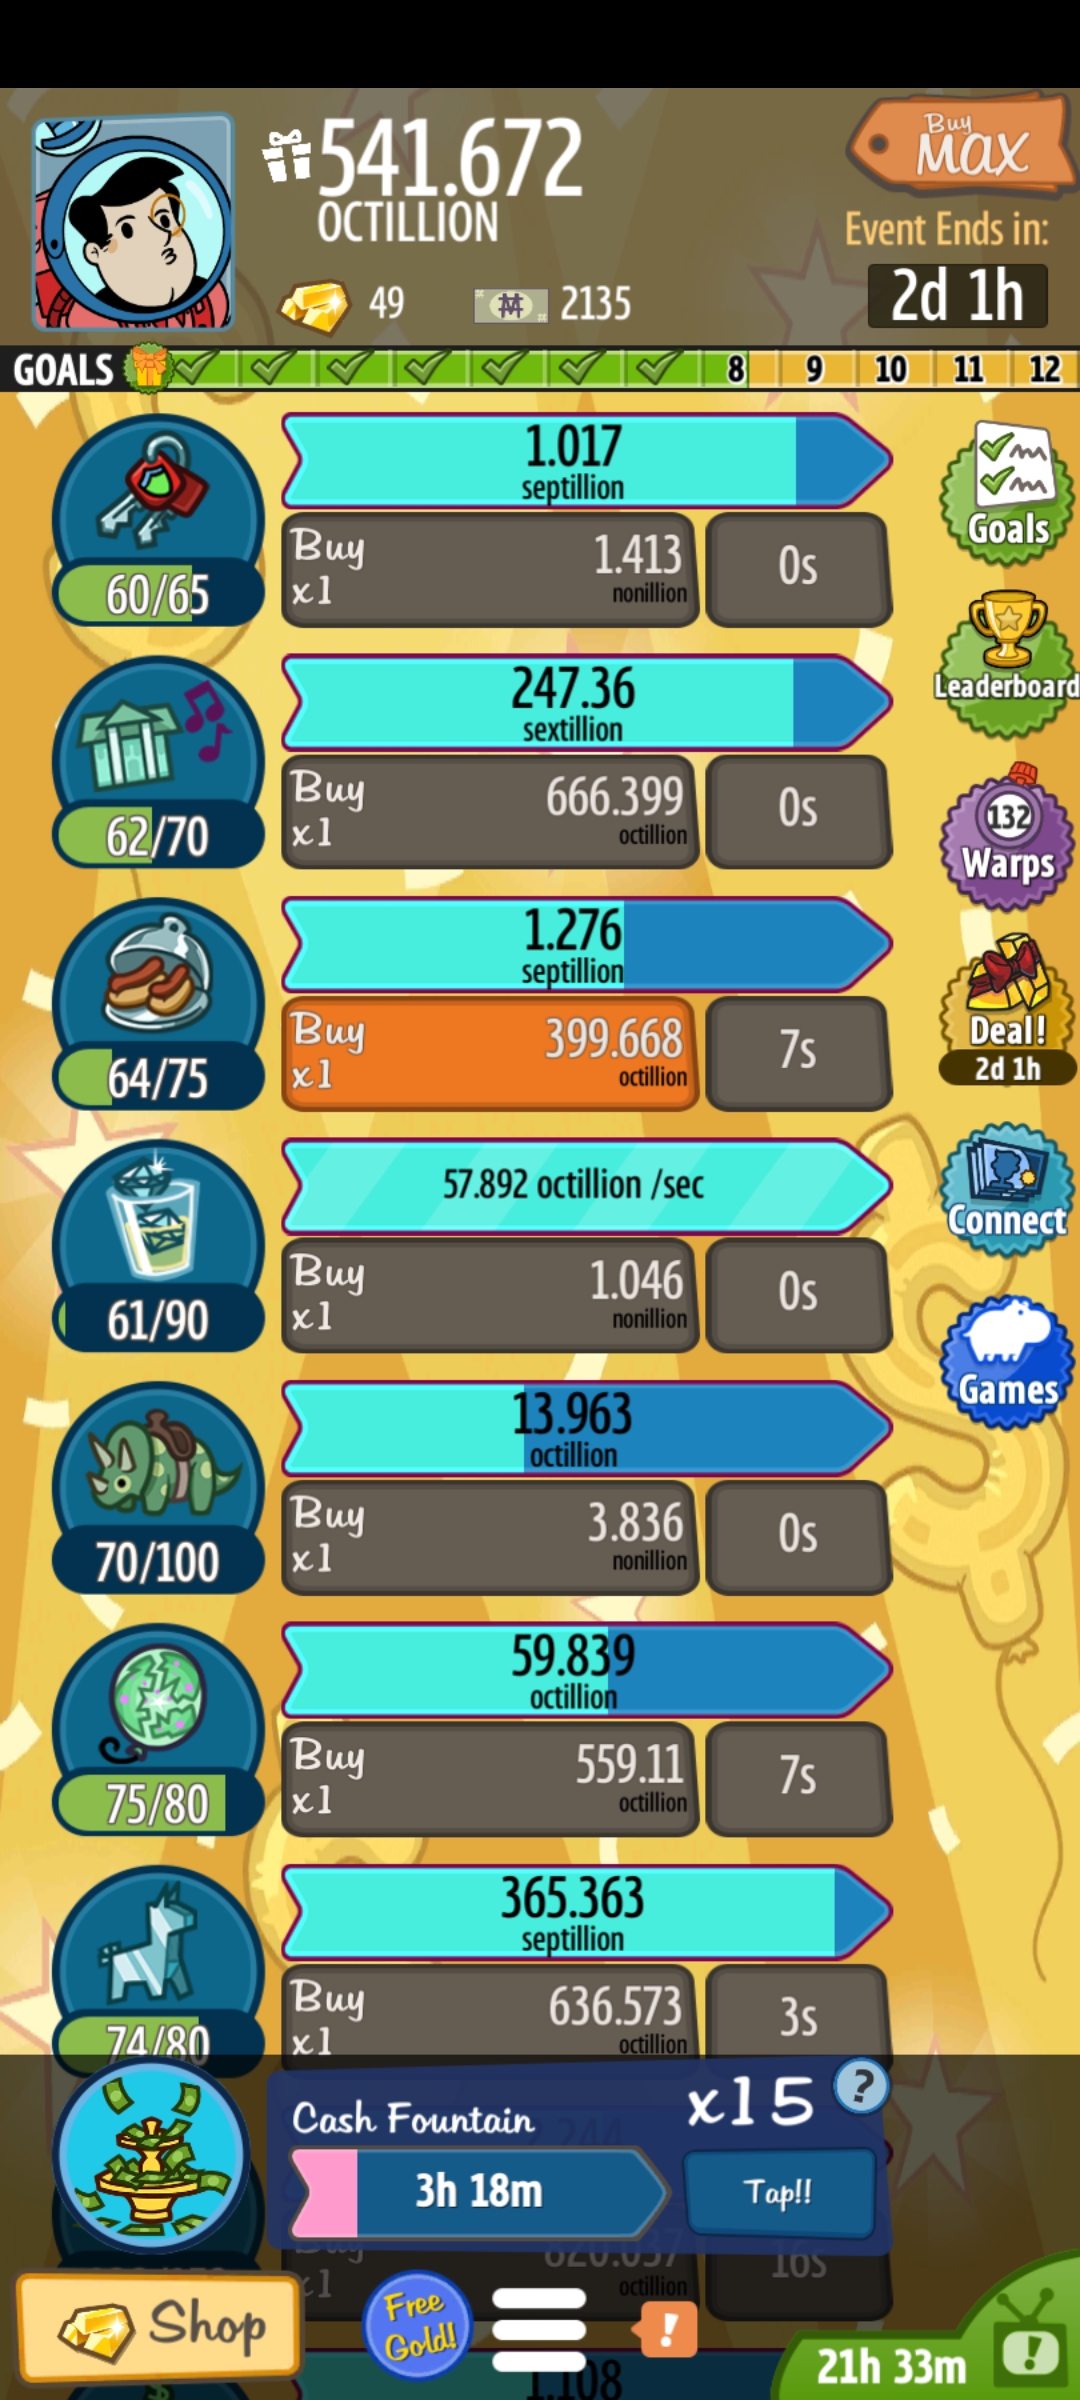 541.672
OCTILLION
49
2135
Buy
MAX
Event Ends in:
2d 1h
GOALS
8 9 10 11 12
1.017
septillion
60/65
Buy
x1
1.413
nonillion
0s
Goals
247.36
sextillion
62/70
Buy
x1
666.399
octillion
0s
Leaderboard
132
Warps
1.276
septillion
64/75
Buy
x1
399.668
octillion
7s
Deal!
2d 1h
57.892 octillion /sec
61/90
Buy
x1
1.046
nonillion
0s
Connect
Games
13.963
octillion
70/100
Buy
x1
3.836
nonillion
0s
59.839
octillion
75/80
Buy
x1
559.11
octillion
7s
365.363
septillion
74/80
Buy
x1
636.573
octillion
3s
Cash Fountain
x15
?
3h 18m
Tap!!
Buy
x1
820.037
octillion
16s
Shop
Free
Gold!
!
1.108
21h 33m
!